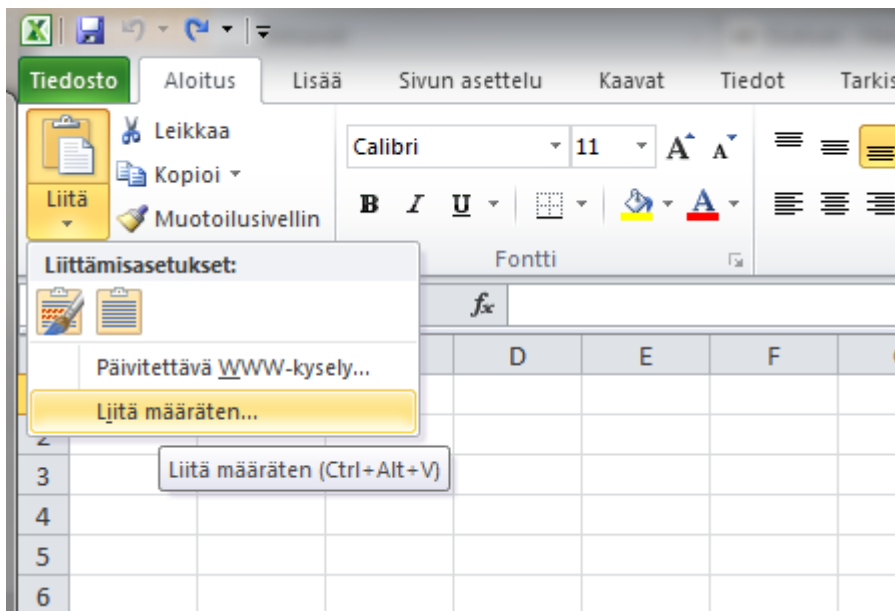 Tiedosto Aloitus Lisää Sivun asettelu Kaavat Tiedot Tarkis
Leikkaa
Kopioi
Liitä
Muotoilusivellin
Calibri 11 A A
B I U A
Fontti
Liittämisasetukset:
fx
Päivitettävä WWW-kysely...
Liitä määräten...
Liitä määräten (Ctrl+Alt+V)
D E F
2
3
4
5
6